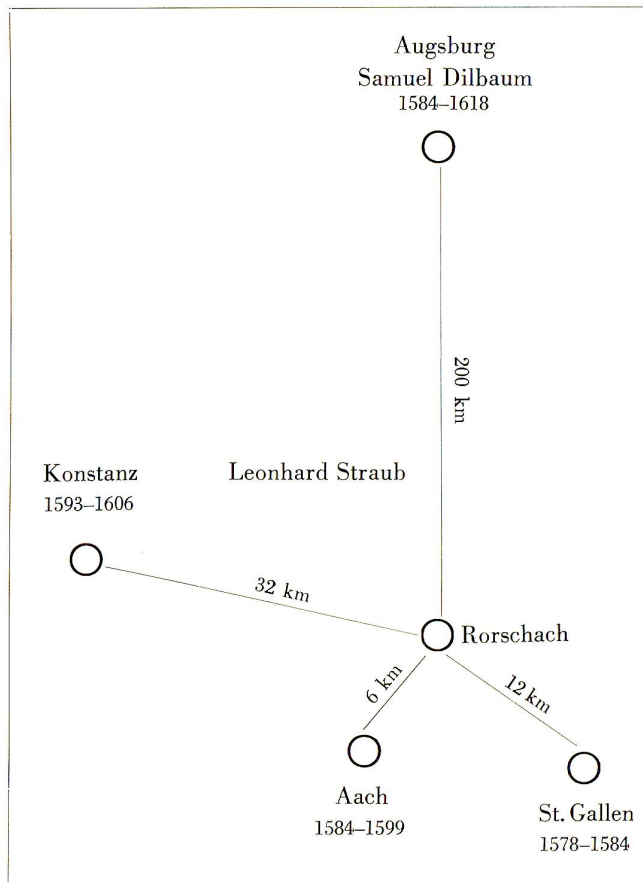 Augsburg
Samuel Dilbaum
1584–1618
200 km
Konstanz
1593–1606
Leonhard Straub
32 km
Rorschach
6 km
12 km
Aach
1584–1599
St. Gallen
1578–1584